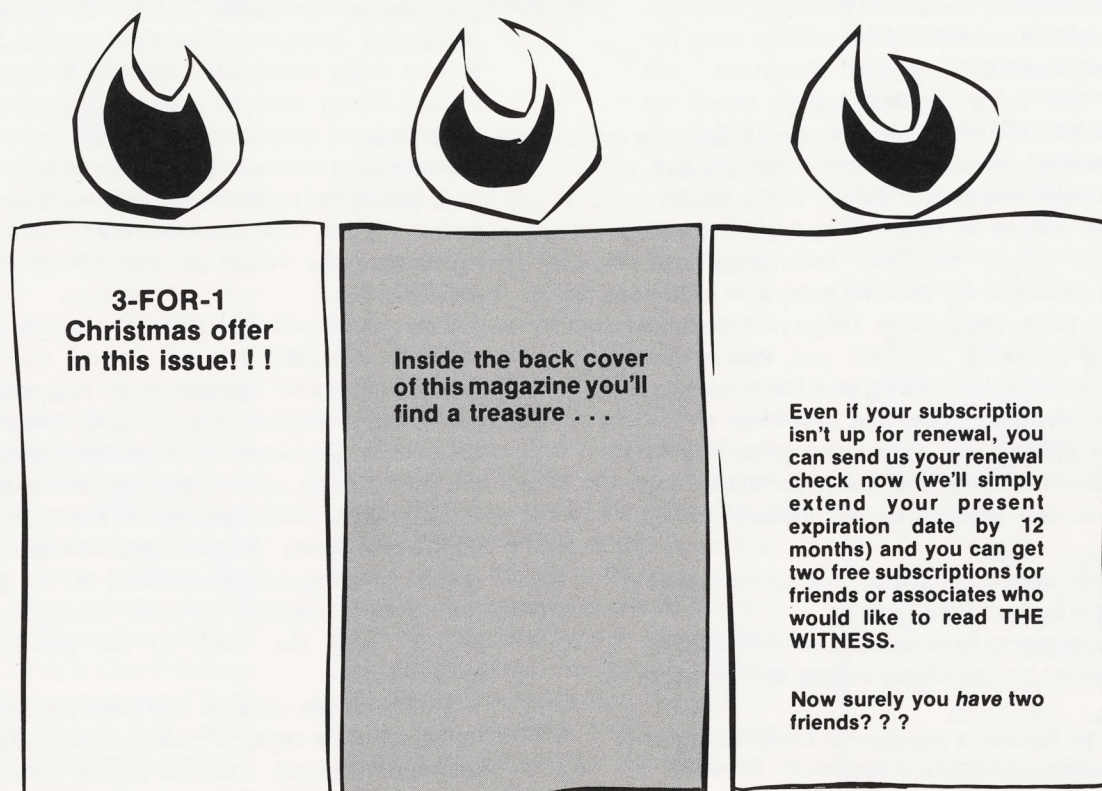 3-FOR-1
Christmas offer
in this issue! ! !
Inside the back cover
of this magazine you'll
find a treasure . . .
Even if your subscription
isn't up for renewal, you
can send us your renewal
check now (we'll simply
extend your present
expiration date by 12
months) and you can get
two free subscriptions for
friends or associates who
would like to read THE
WITNESS.
Now surely you have two
friends? ? ?